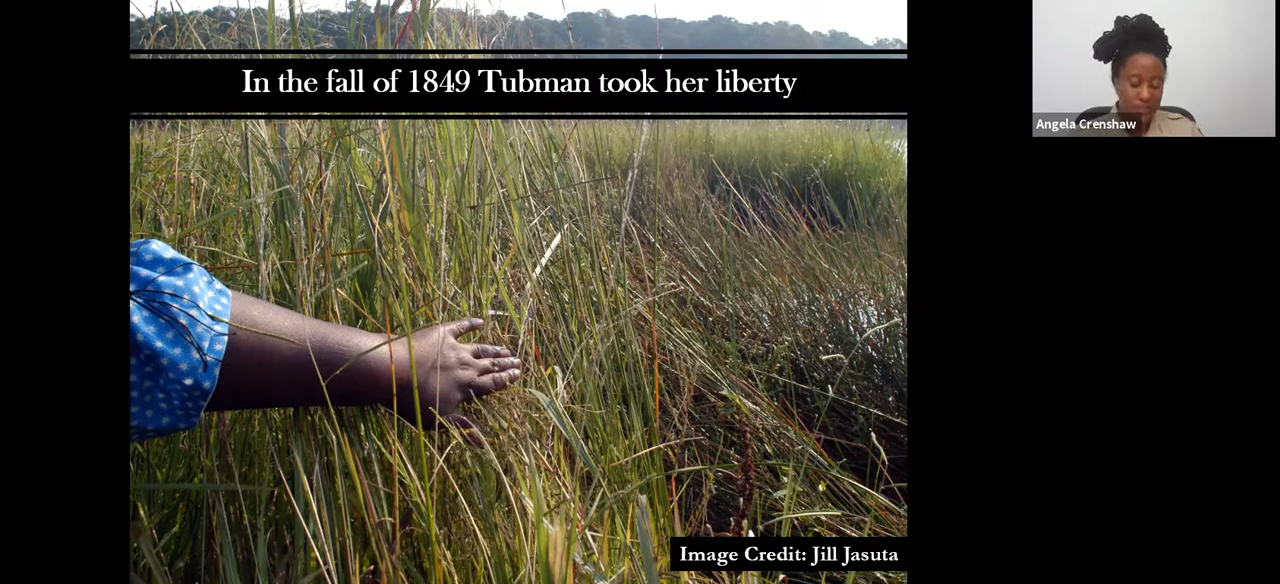 In the fall of 1849 Tubman took her liberty
Angela Crenshaw
Image Credit: Jill Jasuta